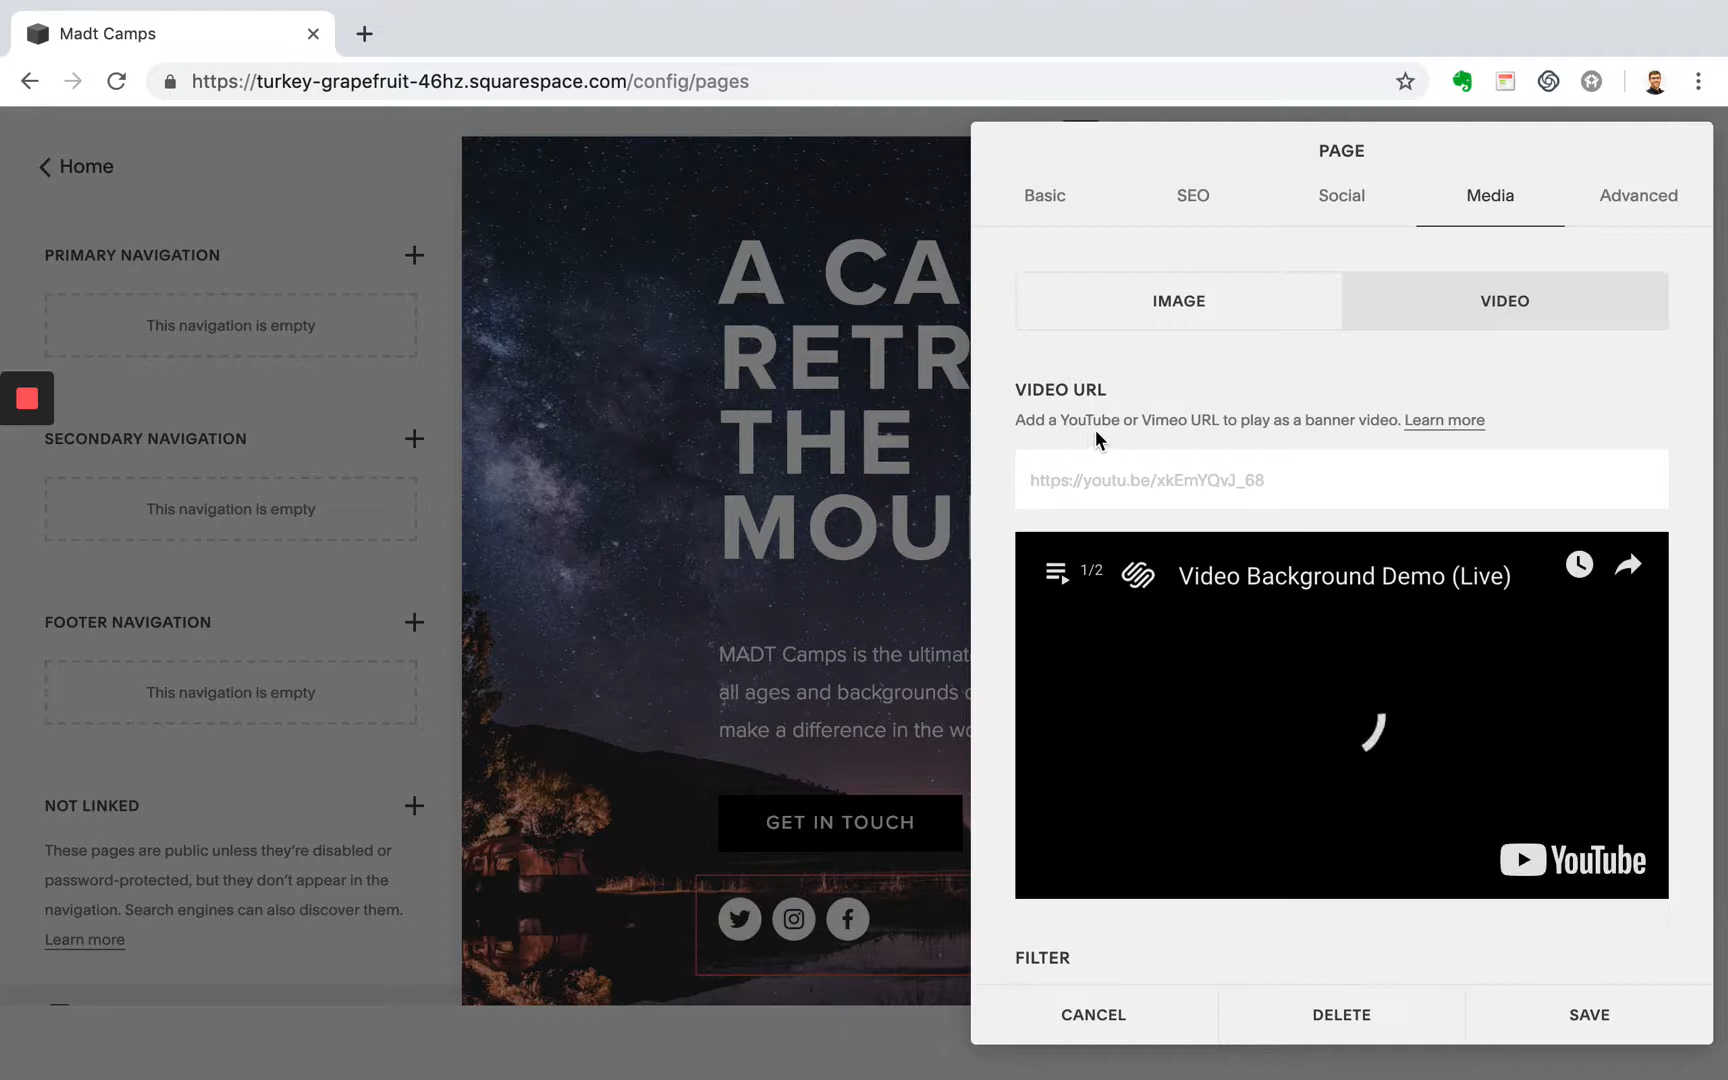 Madt Camps
https://turkey-grapefruit-46hz.squarespace.com/config/pages
Home
PRIMARY NAVIGATION
This navigation is empty
SECONDARY NAVIGATION
This navigation is empty
FOOTER NAVIGATION
This navigation is empty
NOT LINKED
These pages are public unless they're disabled or
password-protected, but they don't appear in the
navigation. Search engines can also discover them.
Learn more
A CA
RETR
THE
MOU
MADT Camps is the ultimat
all ages and backgrounds
make a difference in the wo
GET IN TOUCH
PAGE
Basic
SEO
Social
Media
Advanced
IMAGE
VIDEO
VIDEO URL
Add a YouTube or Vimeo URL to play as a banner video. Learn more
https://youtu.be/xkEmYQvJ_68
1/2
Video Background Demo (Live)
YouTube
FILTER
CANCEL
DELETE
SAVE